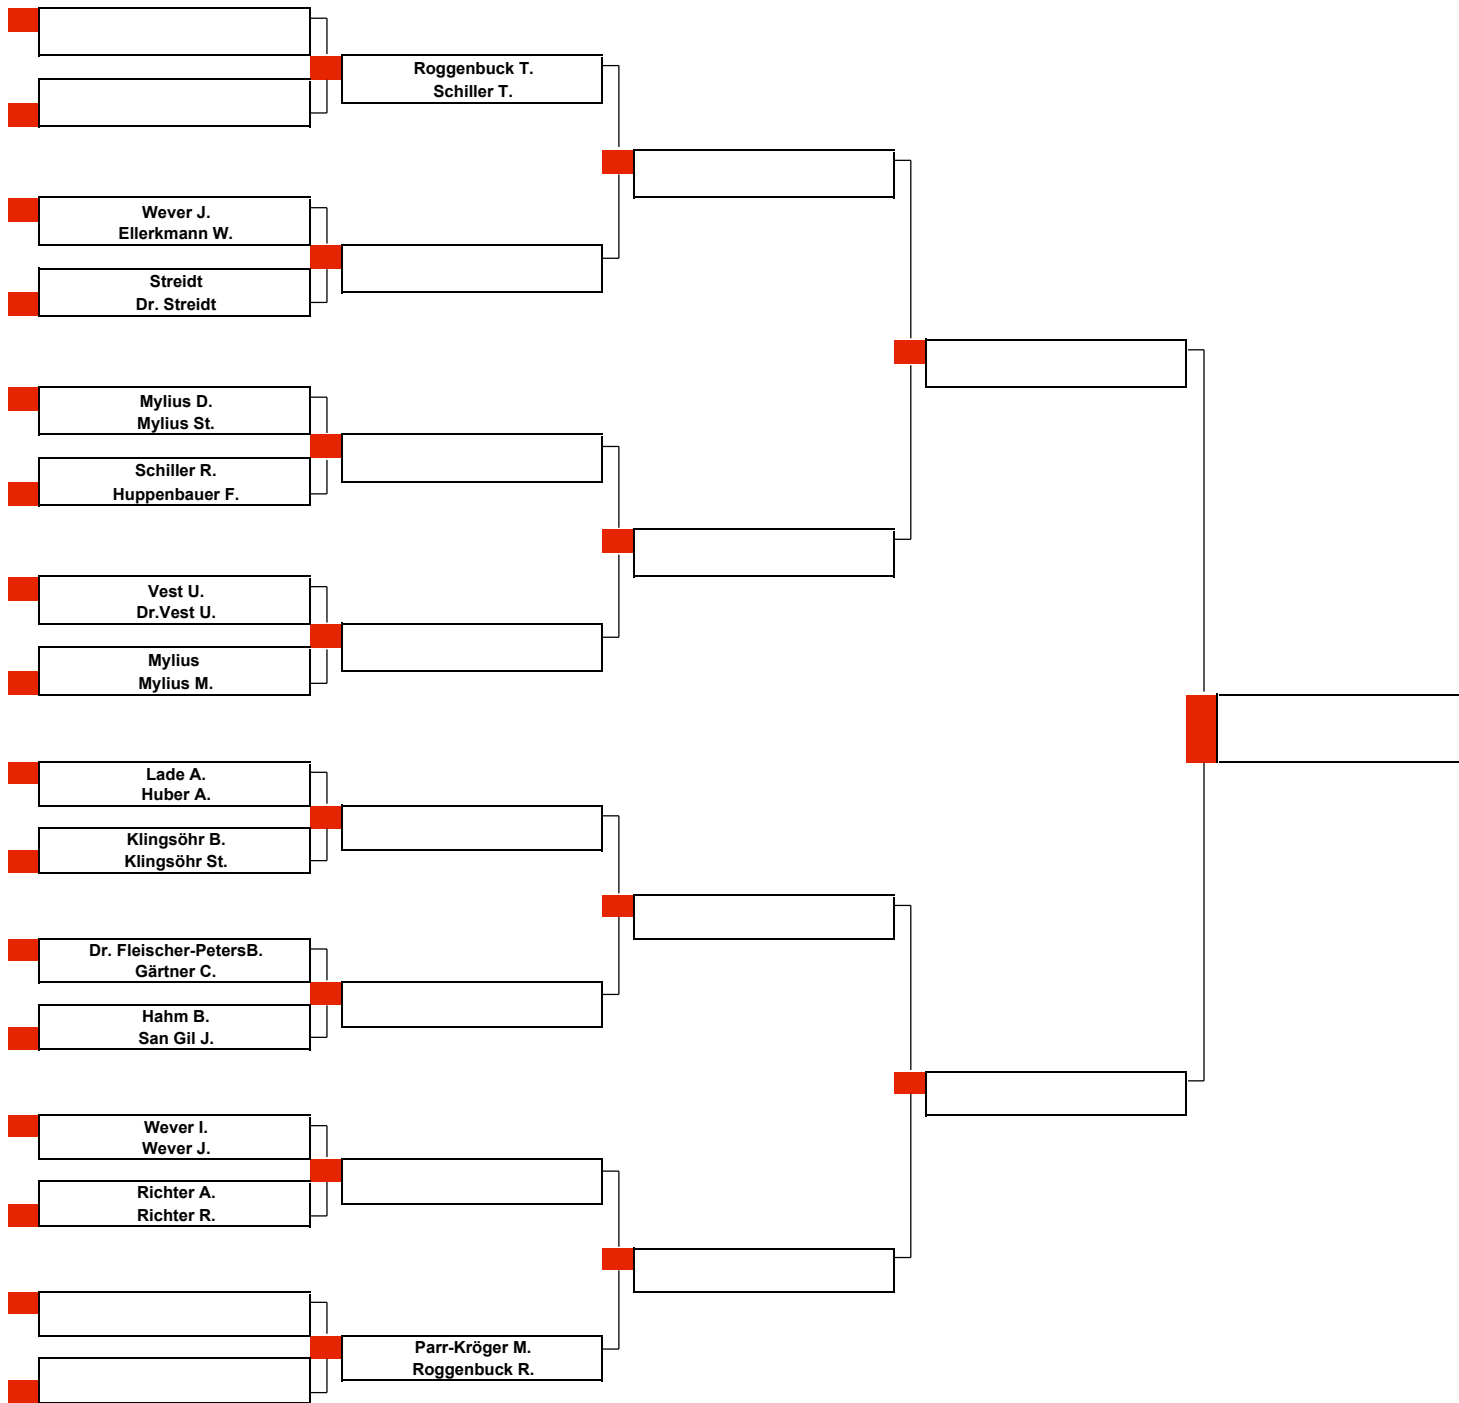 Roggenbuck T.
Schiller T.
Wever J.
Ellerkmann W.
Streidt
Dr. Streidt
Mylius D.
Mylius St.
Schiller R.
Huppenbauer F.
Vest U.
Dr.Vest U.
Mylius
Mylius M.
Lade A.
Huber A.
Klingsöhr B.
Klingsöhr St.
Dr. Fleischer-PetersB.
Gärtner C.
Hahm B.
San Gil J.
Wever I.
Wever J.
Richter A.
Richter R.
Parr-Kröger M.
Roggenbuck R.